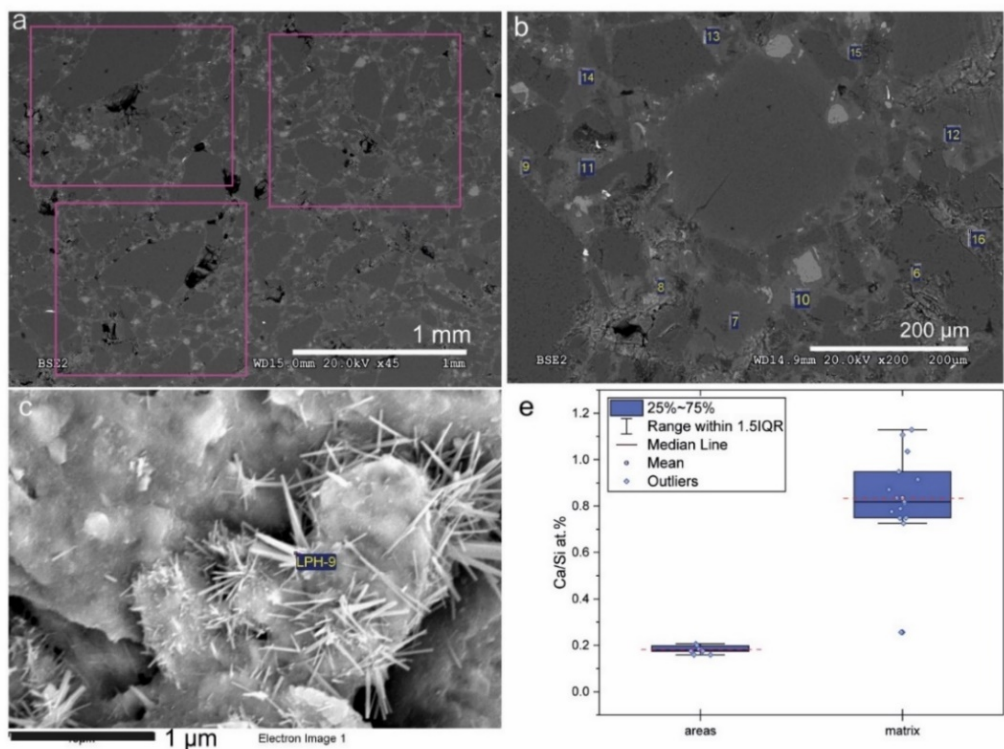 a
1 mm
BSE2
WD15 0mm 20.0kV x45
1mm
b
13
15
14
12
9
11
16
6
8
10
7
200 µm
BSE2
WD14.9mm 20.0kV x200
200µm
c
LPH-9
1 µm
Electron Image 1
e
25%~75%
Range within 1.5IQR
Median Line
Mean
Outliers
Ca/Si at.%
1.2
1.0
0.8
0.6
0.4
0.2
0.0
areas
matrix